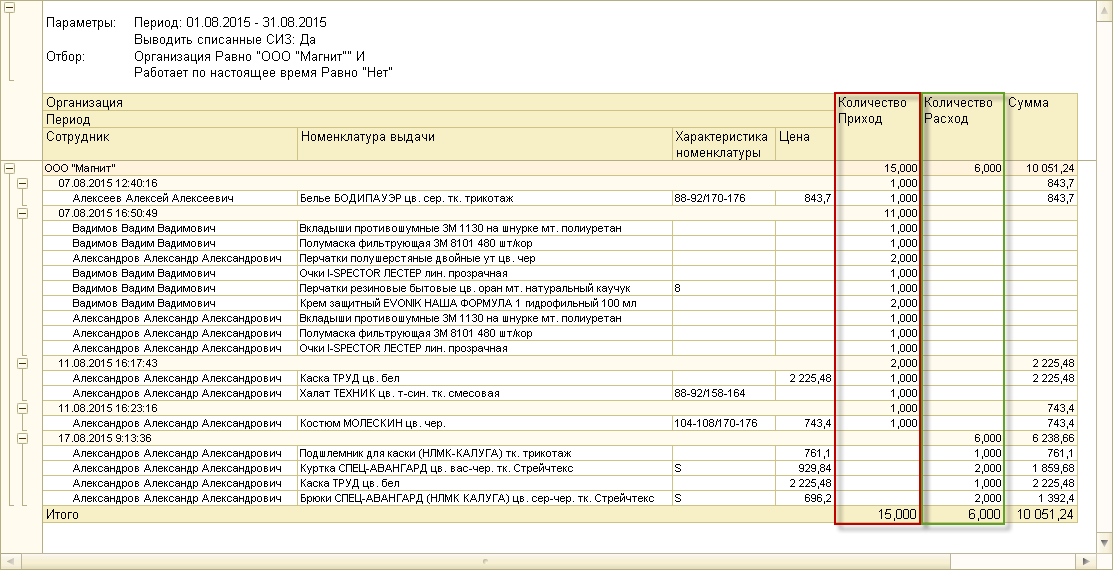 Параметры: Период: 01.08.2015 - 31.08.2015
Выводить списанные СИЗ: Да
Отбор: Организация Равно "ООО "Магнит"" И
Работает по настоящее время Равно "Нет"
Организация Количество Приход Количество Расход Сумма
Период
Сотрудник Номенклатура выдачи Характеристика номенклатуры Цена
ООО "Магнит" 15,000 6,000 10 051,24
07.08.2015 12:40:16 1,000 843,7
Алексеев Алексей Алексеевич Белье БОДИПАУЭР цв. сер. тк. трикотаж 88-92/170-176 843,7 1,000 843,7
07.08.2015 16:50:49 11,000
Вадимов Вадим Вадимович Вкладыши противошумные 3М 1130 на шнурке мт. полиуретан 1,000
Вадимов Вадим Вадимович Полумаска фильтрующая 3М 8101 480 шт/кор 1,000
Александров Александр Александрович Перчатки полушерстяные двойные ут цв. чер 2,000
Вадимов Вадим Вадимович Очки I-SPECTOR ЛЕСТЕР лин. прозрачная 1,000
Вадимов Вадим Вадимович Перчатки резиновые бытовые цв. оран мт. натуральный каучук 8 1,000
Вадимов Вадим Вадимович Крем защитный EVONIK НАША ФОРМУЛА 1 гидрофильный 100 мл 2,000
Александров Александр Александрович Вкладыши противошумные 3М 1130 на шнурке мт. полиуретан 1,000
Александров Александр Александрович Полумаска фильтрующая 3М 8101 480 шт/кор 1,000
Александров Александр Александрович Очки I-SPECTOR ЛЕСТЕР лин. прозрачная 1,000
11.08.2015 16:17:43 2,000 2 225,48
Александров Александр Александрович Каска ТРУД цв. бел 2 225,48 1,000 2 225,48
Александров Александр Александрович Халат ТЕХНИК цв. т-син. тк. смесовая 88-92/158-164 1,000
11.08.2015 16:23:16 1,000 743,4
Александров Александр Александрович Костюм МОЛЕСКИН цв. чер. 104-108/170-176 743,4 1,000 743,4
17.08.2015 9:13:36 6,000 6 238,66
Александров Александр Александрович Подшлемник для каски (НЛМК-КАЛУГА) тк. трикотаж 761,1 1,000 761,1
Александров Александр Александрович Куртка СПЕЦ-АВАНГАРД цв. вас-чер. тк. Стрейчтекс S 929,84 2,000 1 859,68
Александров Александр Александрович Каска ТРУД цв. бел 2 225,48 1,000 2 225,48
Александров Александр Александрович Брюки СПЕЦ-АВАНГАРД (НЛМК КАЛУГА) цв. сер-чер. тк. Стрейчтекс S 696,2 2,000 1 392,4
Итого 15,000 6,000 10 051,24